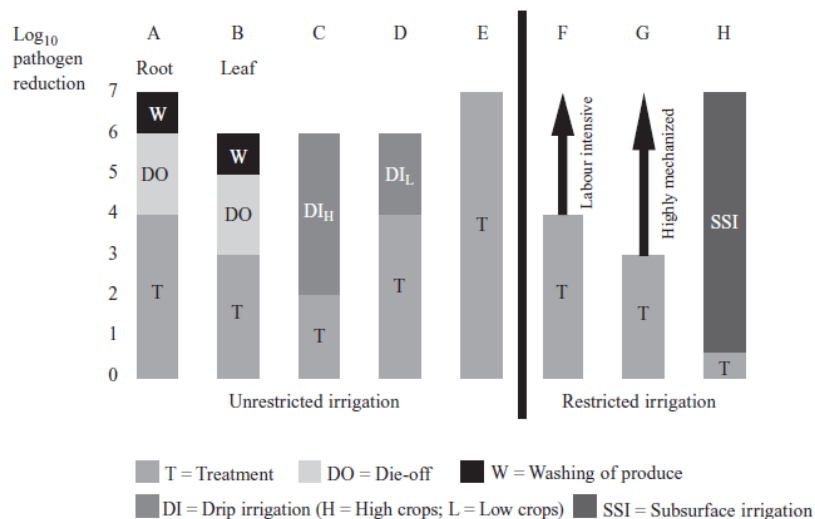 Log10 pathogen reduction
A B C D E F G H
Root Leaf
7
6
5
4
3
2
1
0
W
DO
T
W
DO
T
DIH
T
DIL
T
T
Labour intensive
T
Highly mechanized
T
SSI
T
Unrestricted irrigation Restricted irrigation
T = Treatment DO = Die-off W = Washing of produce
DI = Drip irrigation (H = High crops; L = Low crops) SSI = Subsurface irrigation